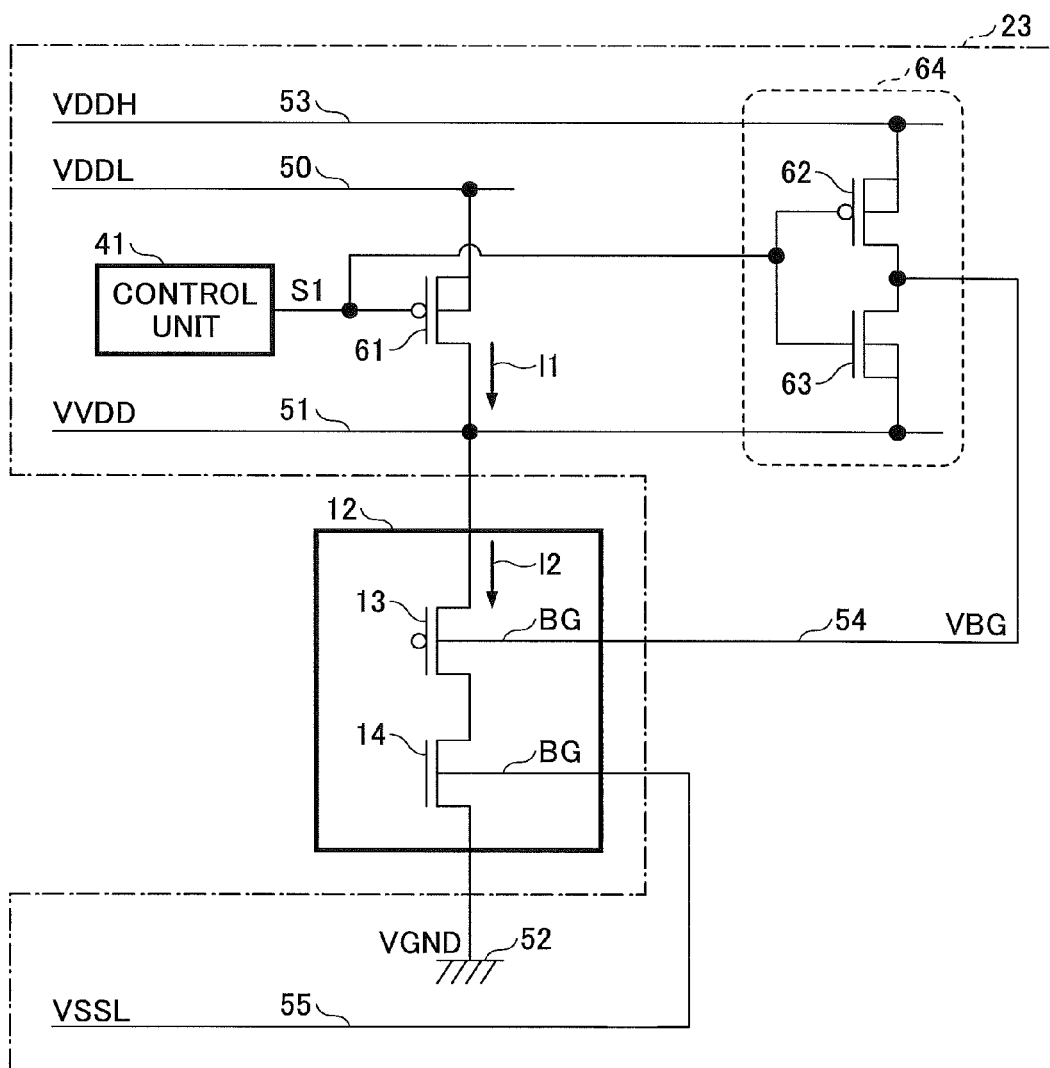 23
64
VDDH 53
VDDL 50
62
41
CONTROL
UNIT
S1
61
I1
63
VVDD 51
12
I2
13
BG
54
VBG
14
BG
VGND 52
VSSL 55